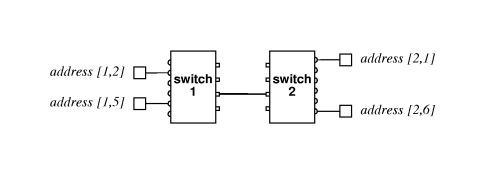 address [1,2]
address [1,5]
switch
1
switch
2
address [2,1]
address [2,6]